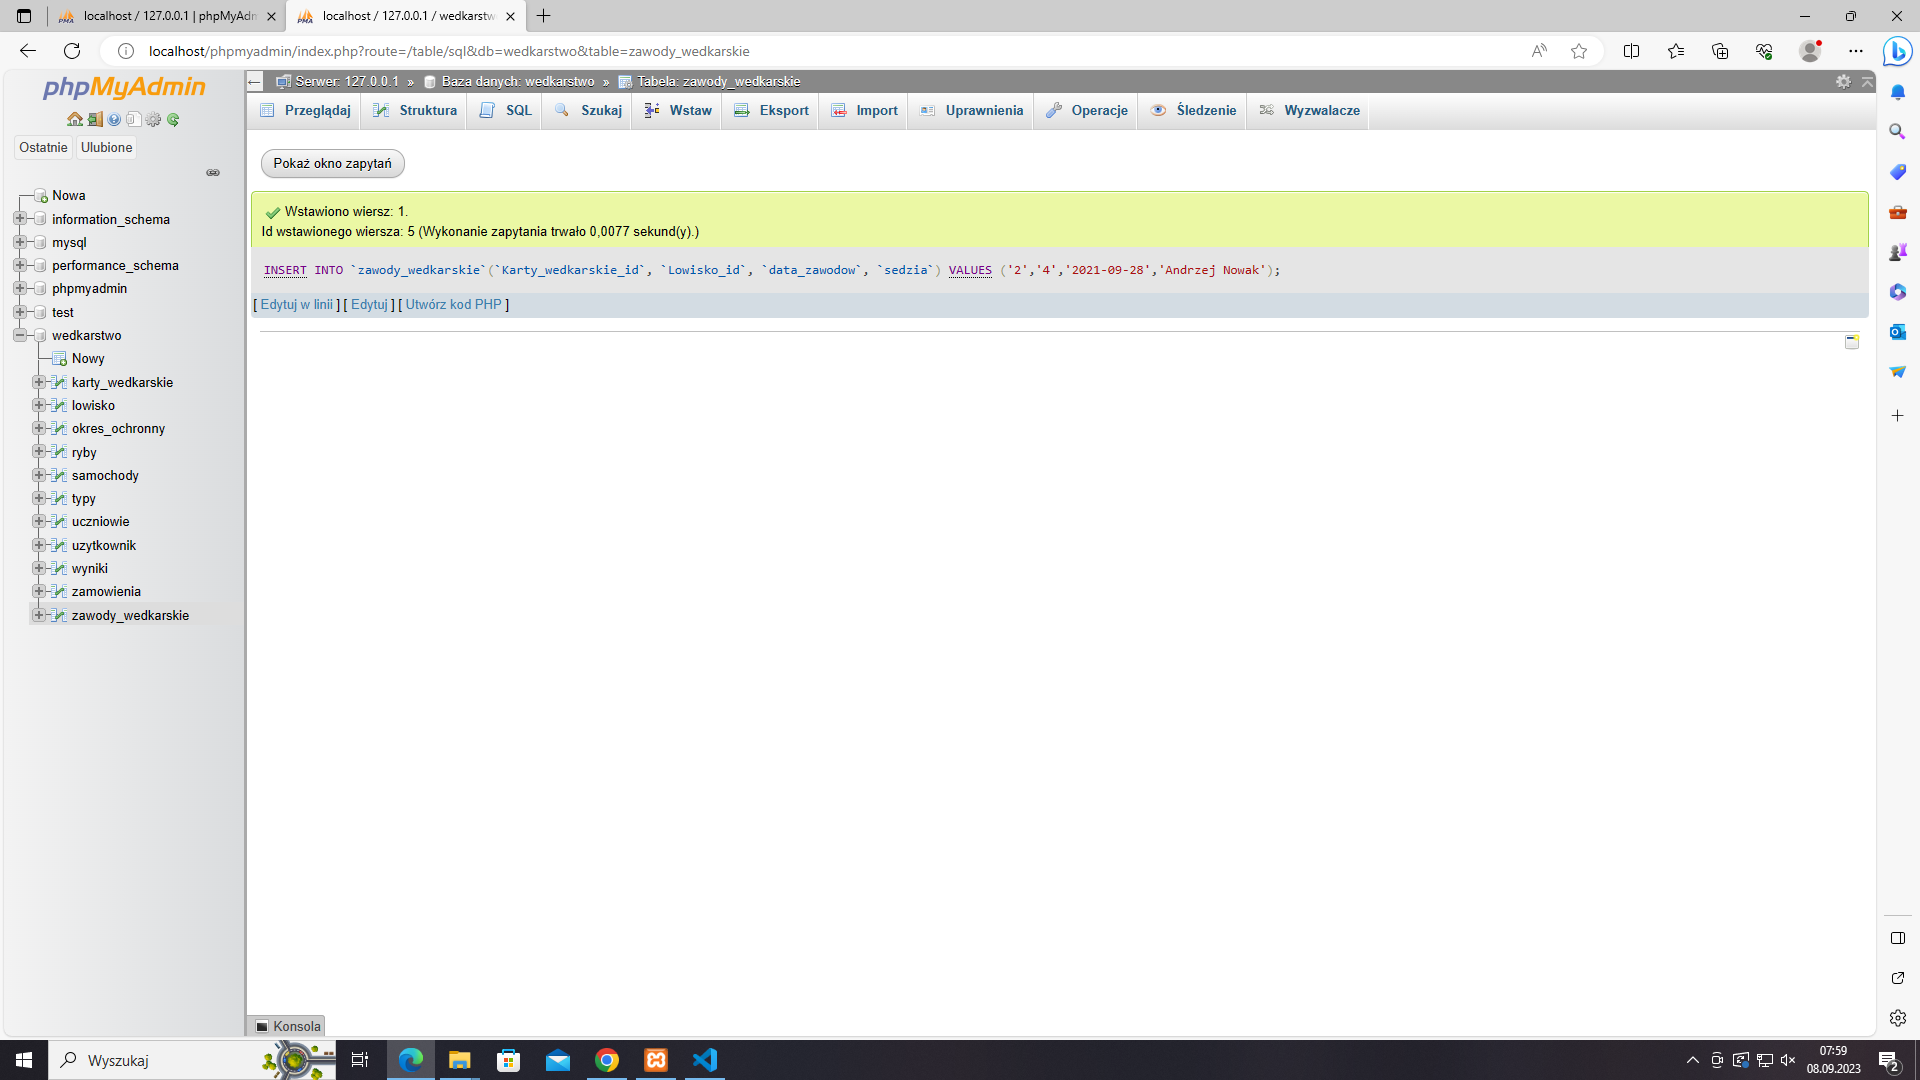 localhost / 127.0.0.1 | phpMyAdm
localhost / 127.0.0.1 / wedkarstw
localhost/phpmyadmin/index.php?route=/table/sql&db=wedkarstwo&table=zawody_wedkarskie
phpMyAdmin
Ostatnie
Ulubione
Nowa
information_schema
mysql
performance_schema
phpmyadmin
test
wedkarstwo
Nowy
karty_wedkarskie
lowisko
okres_ochronny
ryby
samochody
typy
uczniowie
uzytkownik
wyniki
zamowienia
zawody_wedkarskie
Serwer: 127.0.0.1 » Baza danych: wedkarstwo » Tabela: zawody_wedkarskie
Przeglądaj Struktura SQL Szukaj Wstaw Eksport Import Uprawnienia Operacje Śledzenie Wyzwalacze
Pokaż okno zapytań
Wstawiono wiersz: 1.
Id wstawionego wiersza: 5 (Wykonanie zapytania trwało 0,0077 sekund(y).)
INSERT INTO `zawody_wedkarskie`(`Karty_wedkarskie_id`, `Lowisko_id`, `data_zawodow`, `sedzia`) VALUES ('2','4','2021-09-28','Andrzej Nowak');
[ Edytuj w linii ] [ Edytuj ] [ Utwórz kod PHP ]
Konsola
Wyszukaj
07:59
08.09.2023
2